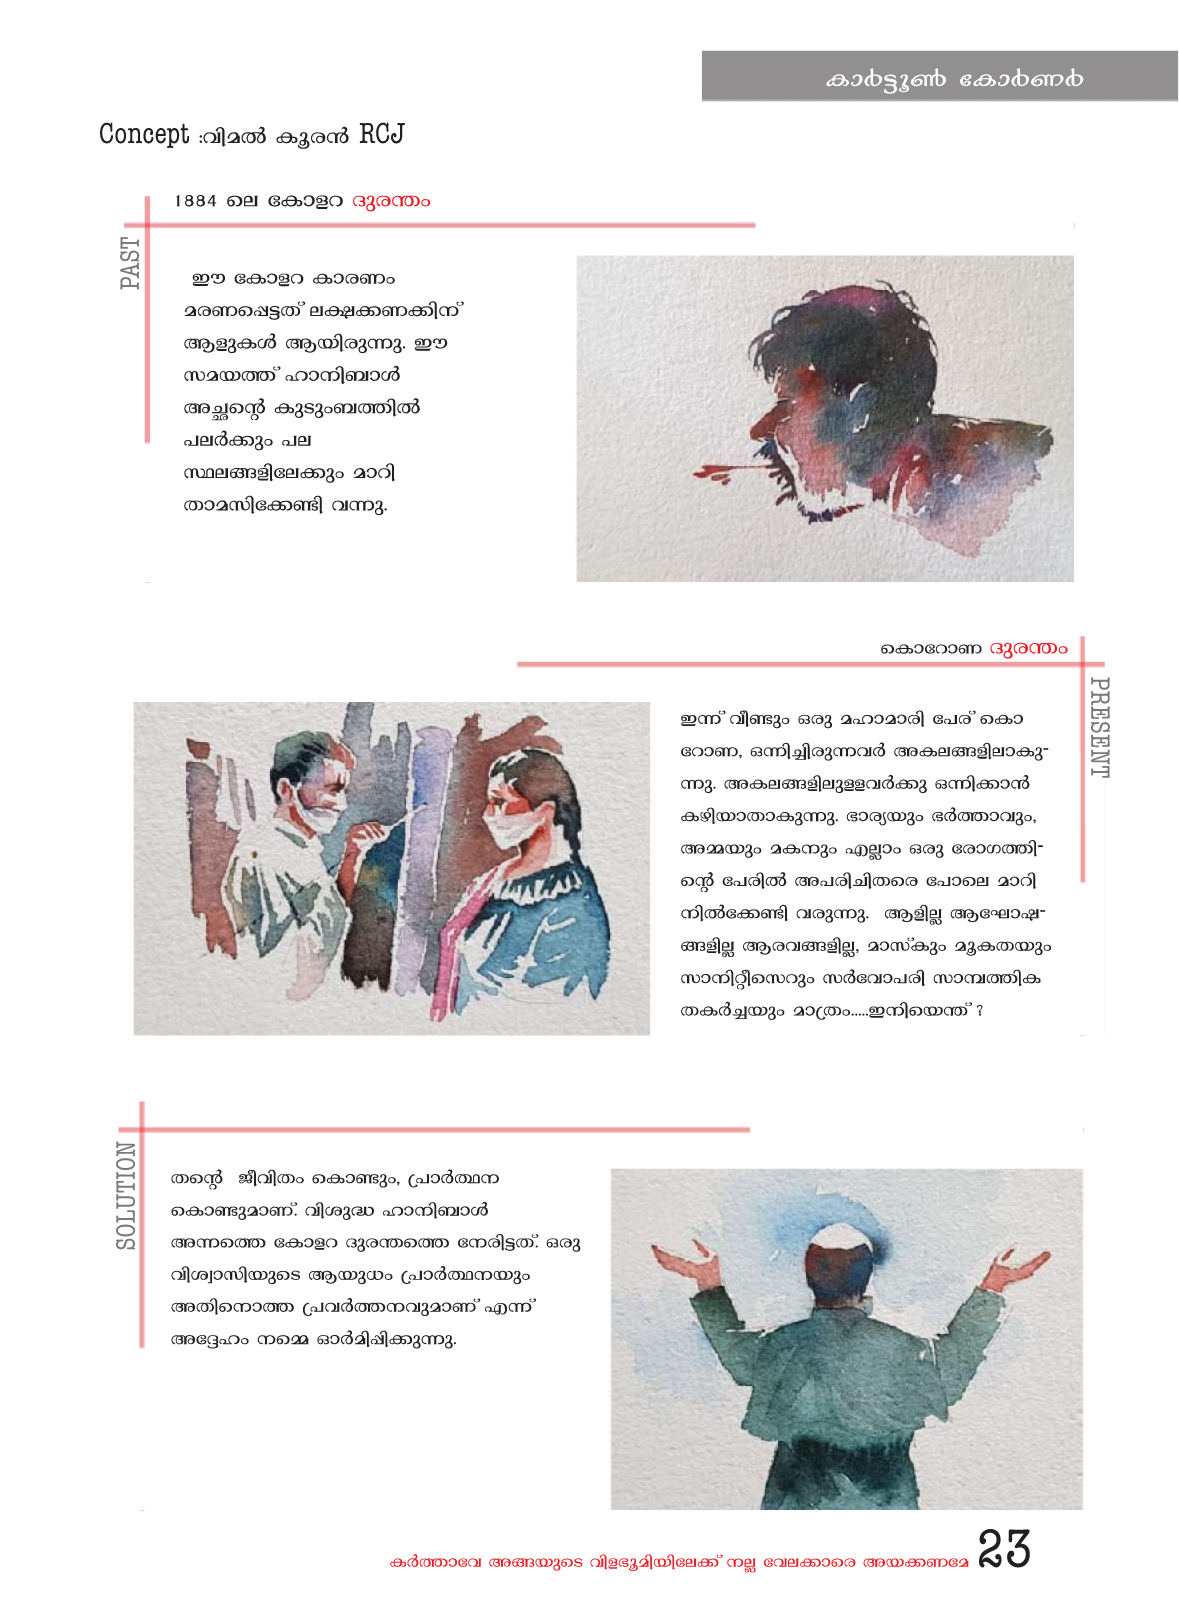 കാർട്ടൂൺ കോർണർ
Concept :വിമൽ കൂരൻ RCJ
1884 ലെ കോളറ ദുരന്തം
PAST
ഈ കോളറ കാരണം
മരണപ്പെട്ടത് ലക്ഷക്കണക്കിന്
ആളുകൾ ആയിരുന്നു. ഈ
സമയത്ത് ഹാനിബാൾ
അച്ഛന്റെ കുടുംബത്തിൽ
പലർക്കും പല
സ്ഥലങ്ങളിലേക്കും മാറി
താമസിക്കേണ്ടി വന്നു.
കൊറോണ ദുരന്തം
PRESENT
ഇന്ന് വീണ്ടും ഒരു മഹാമാരി പേര് കൊ
റോണ, ഒന്നിച്ചിരുന്നവർ അകലങ്ങളിലാകു-
ന്നു. അകലങ്ങളിലുളളവർക്കു ഒന്നിക്കാൻ
കഴിയാതാകുന്നു. ഭാര്യയും ഭർത്താവും,
അമ്മയും മകനും എല്ലാം ഒരു രോഗത്തി-
ന്റെ പേരിൽ അപരിചിതരെ പോലെ മാറി
നിൽക്കേണ്ടി വരുന്നു. ആളില്ല ആഘോഷ-
ങ്ങളില്ല ആരവങ്ങളില്ല, മാസ്കും മൂകതയും
സാനിറ്റീസെറും സർവോപരി സാമ്പത്തിക
തകർച്ചയും മാത്രം.....ഇനിയെന്ത് ?
SOLUTION
തന്റെ ജീവിതം കൊണ്ടും, പ്രാർത്ഥന
കൊണ്ടുമാണ്. വിശുദ്ധ ഹാനിബാൾ
അന്നത്തെ കോളറ ദുരന്തത്തെ നേരിട്ടത്. ഒരു
വിശ്വാസിയുടെ ആയുധം പ്രാർത്ഥനയും
അതിനൊത്ത പ്രവർത്തനവുമാണ് എന്ന്
അദ്ദേഹം നമ്മെ ഓർമിപ്പിക്കുന്നു.
കർത്താവേ അങ്ങയുടെ വിളഭൂമിയിലേക്ക് നല്ല വേലക്കാരെ അയക്കണമേ 23